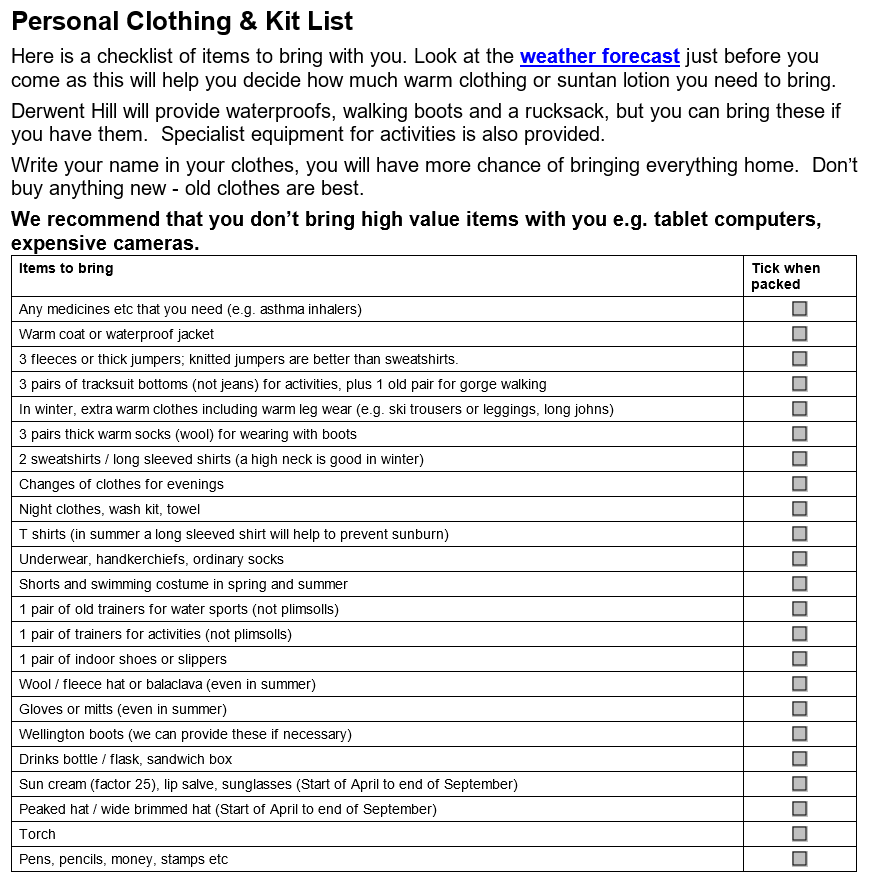 Personal Clothing & Kit List
Here is a checklist of items to bring with you. Look at the weather forecast just before you
come as this will help you decide how much warm clothing or suntan lotion you need to bring.
Derwent Hill will provide waterproofs, walking boots and a rucksack, but you can bring these if
you have them.  Specialist equipment for activities is also provided.
Write your name in your clothes, you will have more chance of bringing everything home.  Don't
buy anything new - old clothes are best.
We recommend that you don't bring high value items with you e.g. tablet computers,
expensive cameras.
Items to bring
Tick when
packed
Any medicines etc that you need (e.g. asthma inhalers)
Warm coat or waterproof jacket
3 fleeces or thick jumpers; knitted jumpers are better than sweatshirts.
3 pairs of tracksuit bottoms (not jeans) for activities, plus 1 old pair for gorge walking
In winter, extra warm clothes including warm leg wear (e.g. ski trousers or leggings, long johns)
3 pairs thick warm socks (wool) for wearing with boots
2 sweatshirts / long sleeved shirts (a high neck is good in winter)
Changes of clothes for evenings
Night clothes, wash kit, towel
T shirts (in summer a long sleeved shirt will help to prevent sunburn)
Underwear, handkerchiefs, ordinary socks
Shorts and swimming costume in spring and summer
1 pair of old trainers for water sports (not plimsolls)
1 pair of trainers for activities (not plimsolls)
1 pair of indoor shoes or slippers
Wool / fleece hat or balaclava (even in summer)
Gloves or mitts (even in summer)
Wellington boots (we can provide these if necessary)
Drinks bottle / flask, sandwich box
Sun cream (factor 25), lip salve, sunglasses (Start of April to end of September)
Peaked hat / wide brimmed hat (Start of April to end of September)
Torch
Pens, pencils, money, stamps etc